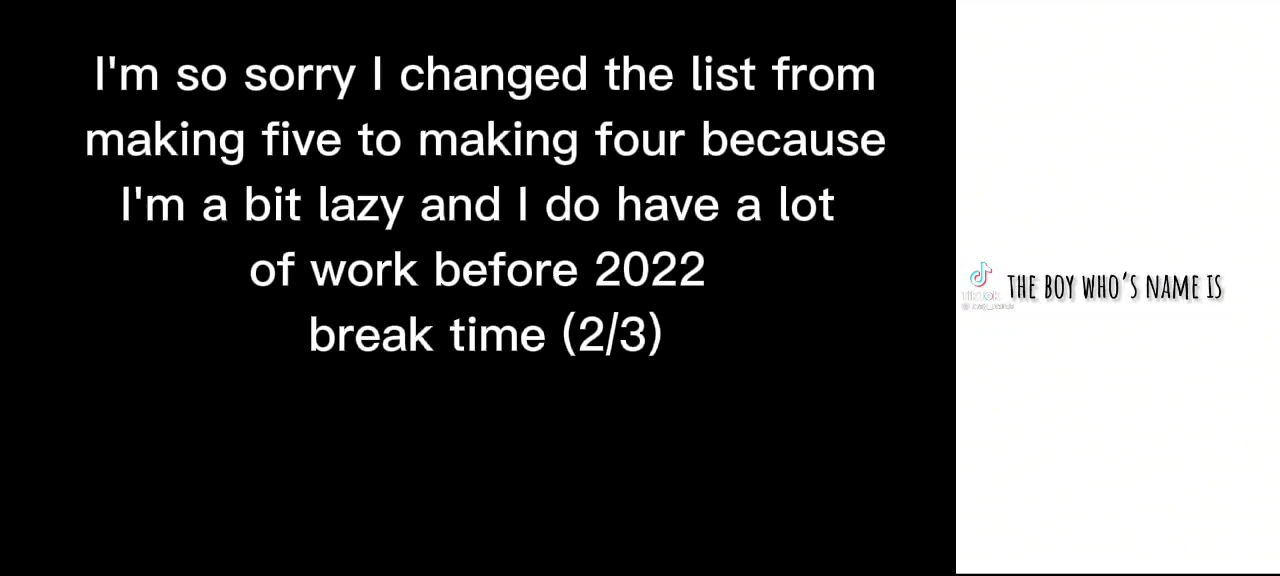 I'm so sorry I changed the list from
making five to making four because
I'm a bit lazy and I do have a lot
of work before 2022
break time (2/3)
THE BOY WHO'S NAME IS
TikTok